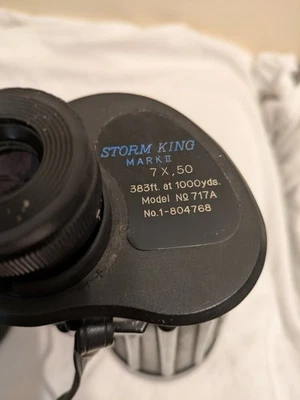 STORM KING
MARK II
7 X, 50
383ft. at 1000yds.
Model No 717A
No.1-804768